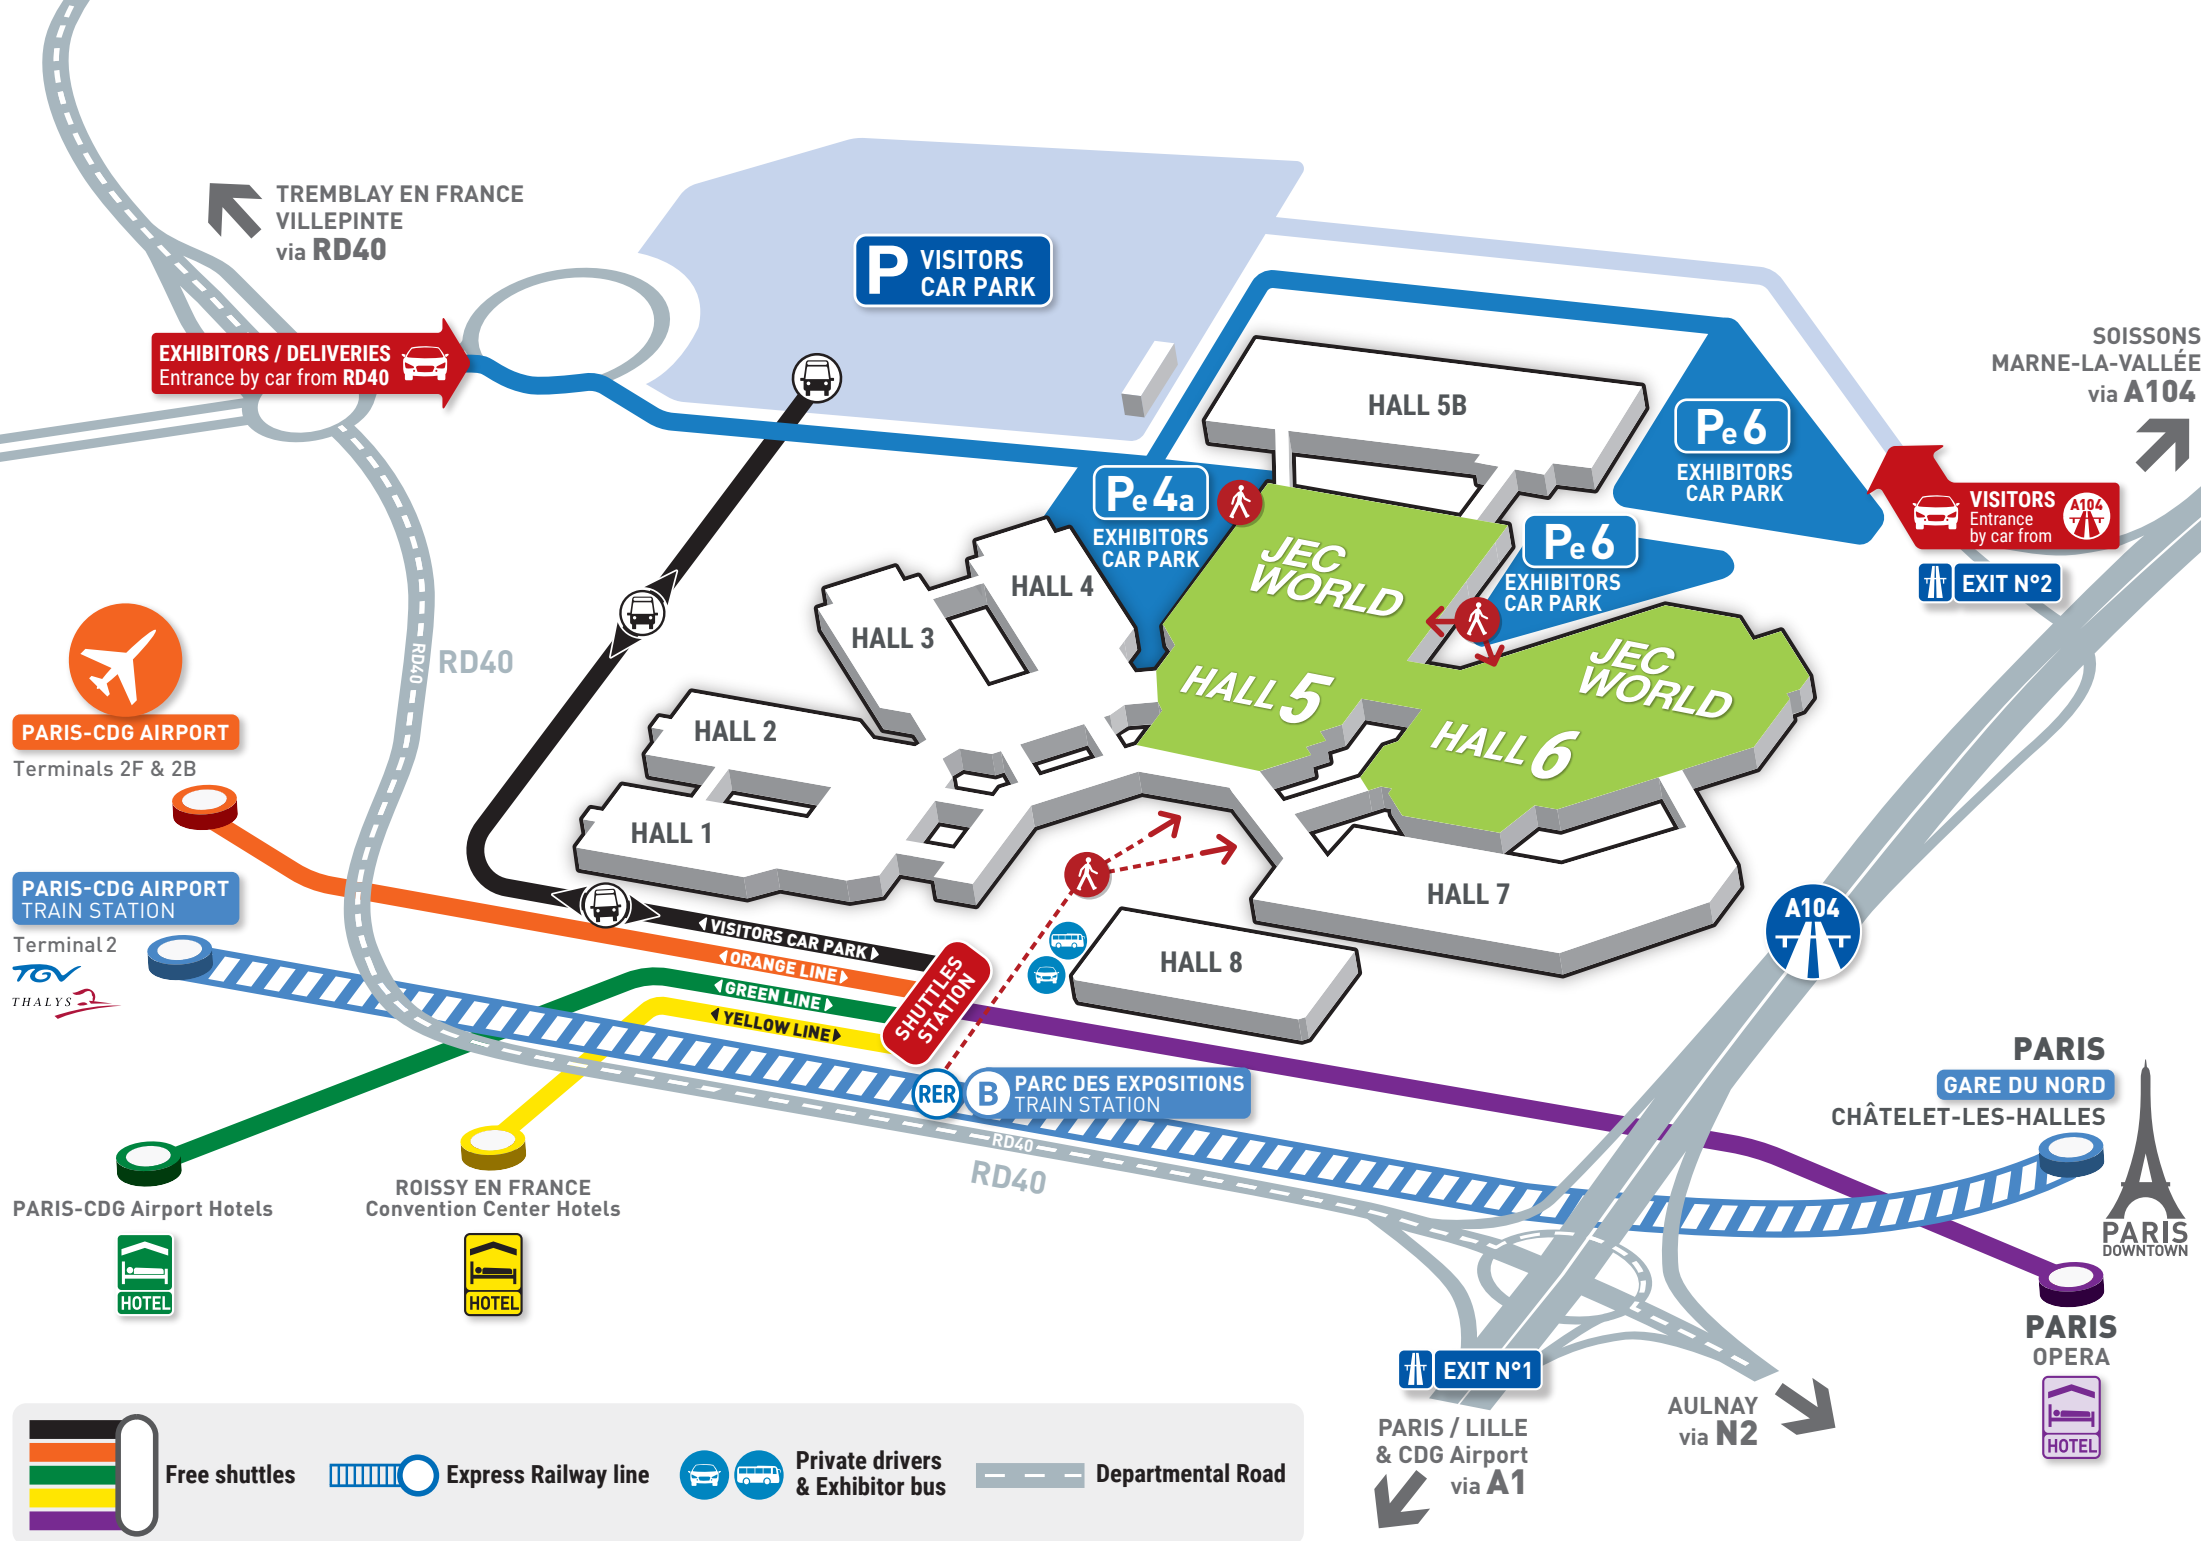 TREMBLAY EN FRANCE
VILLEPINTE
via RD40
P VISITORS
CAR PARK
EXHIBITORS / DELIVERIES
Entrance by car from RD40
SOISSONS
MARNE-LA-VALLÉE
via A104
HALL 5B
Pe 6
EXHIBITORS
CAR PARK
Pe 4a
EXHIBITORS
CAR PARK
VISITORS
Entrance
by car from
A104
EXIT N°2
Pe 6
EXHIBITORS
CAR PARK
JEC
WORLD
HALL 5
JEC
WORLD
HALL 6
HALL 4
HALL 3
HALL 2
HALL 1
HALL 7
HALL 8
RD40
RD40
PARIS-CDG AIRPORT
Terminals 2F & 2B
PARIS-CDG AIRPORT
TRAIN STATION
Terminal 2
TGV
THALYS
VISITORS CAR PARK
ORANGE LINE
GREEN LINE
YELLOW LINE
SHUTTLES
STATION
A104
RER B PARC DES EXPOSITIONS
TRAIN STATION
RD40
RD40
PARIS
GARE DU NORD
CHÂTELET-LES-HALLES
PARIS
DOWNTOWN
PARIS-CDG Airport Hotels
HOTEL
ROISSY EN FRANCE
Convention Center Hotels
HOTEL
PARIS
OPERA
HOTEL
EXIT N°1
PARIS / LILLE
& CDG Airport
via A1
AULNAY
via N2
Free shuttles
Express Railway line
Private drivers
& Exhibitor bus
Departmental Road